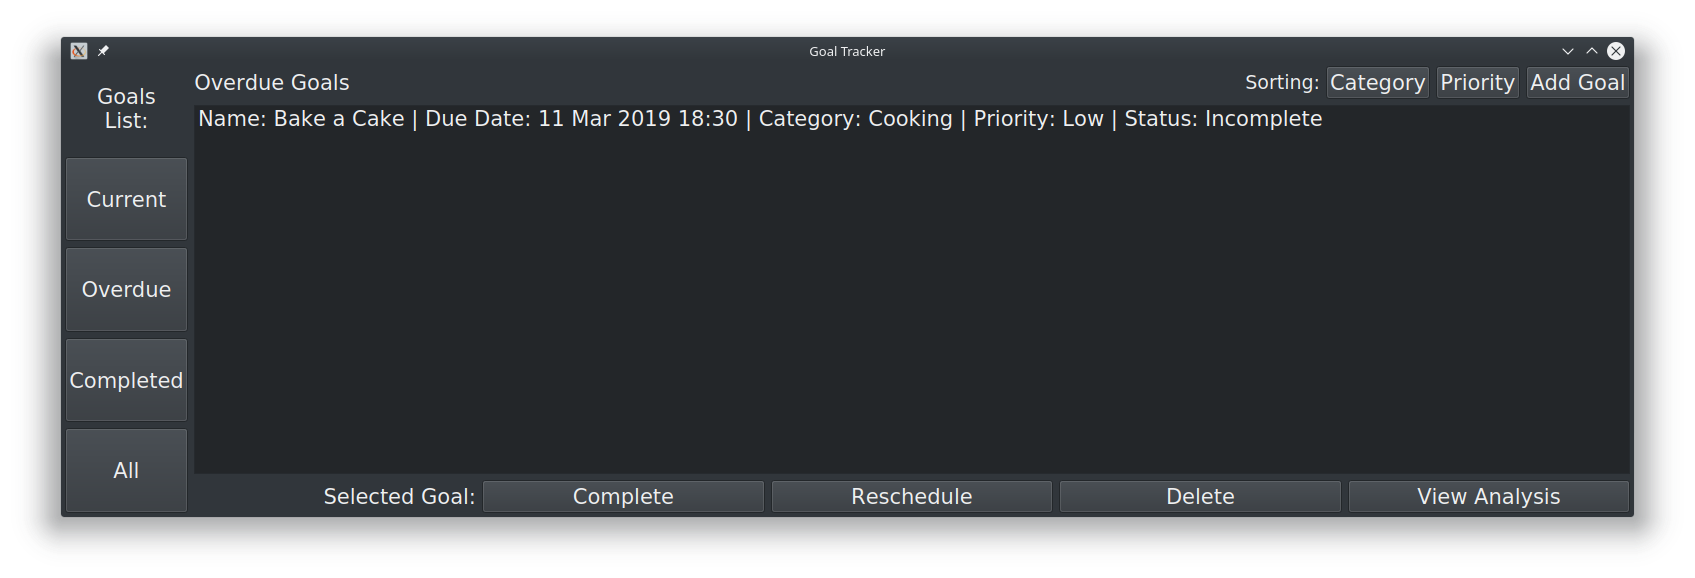 Goal Tracker
Goals
List:
Overdue Goals
Sorting: Category Priority Add Goal
Name: Bake a Cake | Due Date: 11 Mar 2019 18:30 | Category: Cooking | Priority: Low | Status: Incomplete
Current
Overdue
Completed
All
Selected Goal: Complete Reschedule Delete View Analysis